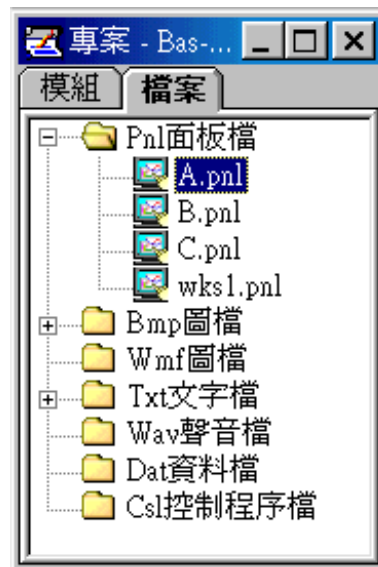 專案 - Bas-...
模組 檔案
Pnl面板檔
A.pnl
B.pnl
C.pnl
wks1.pnl
Bmp圖檔
Wmf圖檔
Txt文字檔
Wav聲音檔
Dat資料檔
Csl控制程序檔